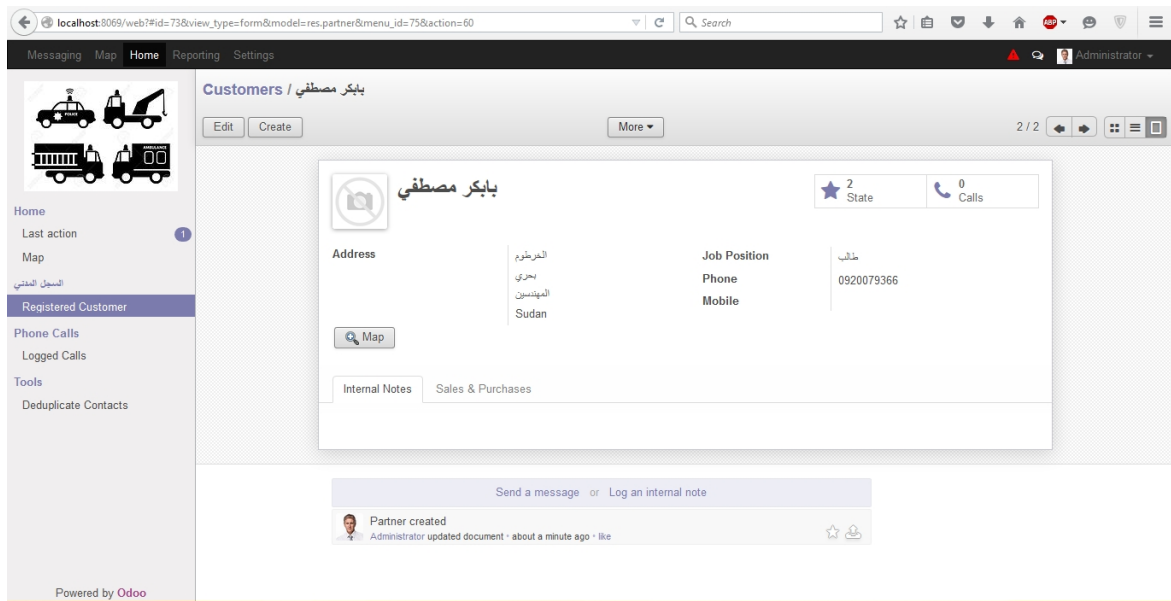 localhost:8069/web?#id=73&view_type=form&model=res.partner&menu_id=75&action=60
Search
ABP
Messaging Map Home Reporting Settings
Administrator
POLICE
AMBULANCE
Customers / بابكر مصطفي
Edit Create More 2 / 2
بابكر مصطفي
2
State
0
Calls
Home
Last action 1
Map
السجل المدني
Registered Customer
Phone Calls
Logged Calls
Tools
Deduplicate Contacts
Address
الخرطوم
بحري
المهندسين
Sudan
Job Position طالب
Phone 0920079366
Mobile
Map
Internal Notes Sales & Purchases
Send a message or Log an internal note
Partner created
Administrator updated document • about a minute ago • like
Powered by Odoo